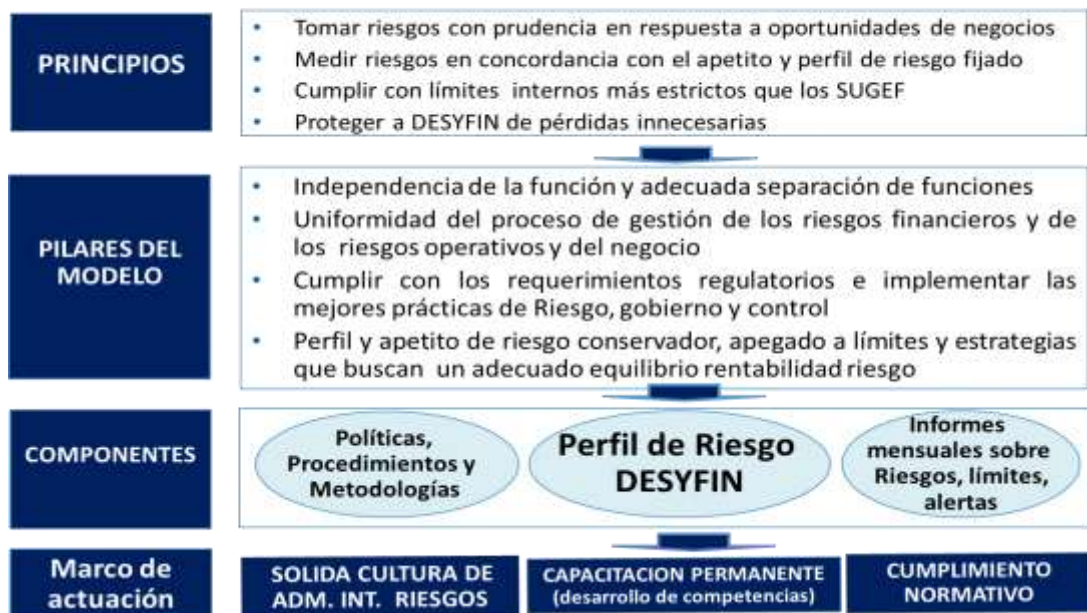 PRINCIPIOS
• Tomar riesgos con prudencia en respuesta a oportunidades de negocios
• Medir riesgos en concordancia con el apetito y perfil de riesgo fijado
• Cumplir con límites internos más estrictos que los SUGEF
• Proteger a DESYFIN de pérdidas innecesarias
PILARES DEL
MODELO
• Independencia de la función y adecuada separación de funciones
• Uniformidad del proceso de gestión de los riesgos financieros y de
los riesgos operativos y del negocio
• Cumplir con los requerimientos regulatorios e implementar las
mejores prácticas de Riesgo, gobierno y control
• Perfil y apetito de riesgo conservador, apegado a límites y estrategias
que buscan un adecuado equilibrio rentabilidad riesgo
COMPONENTES
Políticas,
Procedimientos y
Metodologías
Perfil de Riesgo
DESYFIN
Informes
mensuales sobre
Riesgos, límites,
alertas
Marco de
actuación
SOLIDA CULTURA DE
ADM. INT. RIESGOS
CAPACITACION PERMANENTE
(desarrollo de competencias)
CUMPLIMIENTO
NORMATIVO